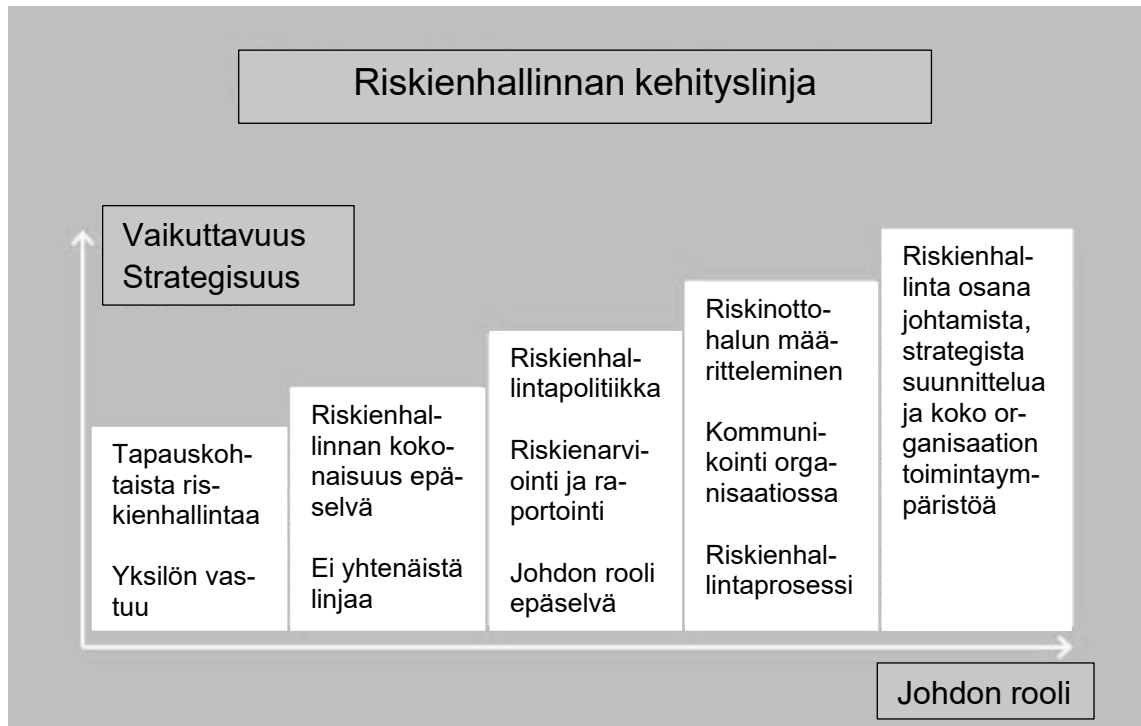 Riskienhallinnan kehityslinja
Vaikuttavuus
Strategisuus
Tapauskoh-
taista ris-
kienhallintaa
Yksilön vas-
tuu
Riskienhal-
linnan koko-
naisuus epä-
selvä
Ei yhtenäistä
linjaa
Riskienhal-
lintapolitiikka
Riskienarvi-
ointi ja ra-
portointi
Johdon rooli
epäselvä
Riskinotto-
halun mää-
ritteleminen
Kommuni-
kointi orga-
nisaatiossa
Riskienhal-
lintaprosessi
Riskienhal-
linta osana
johtamista,
strategista
suunnittelua
ja koko or-
ganisaation
toimintaym-
päristöä
Johdon rooli